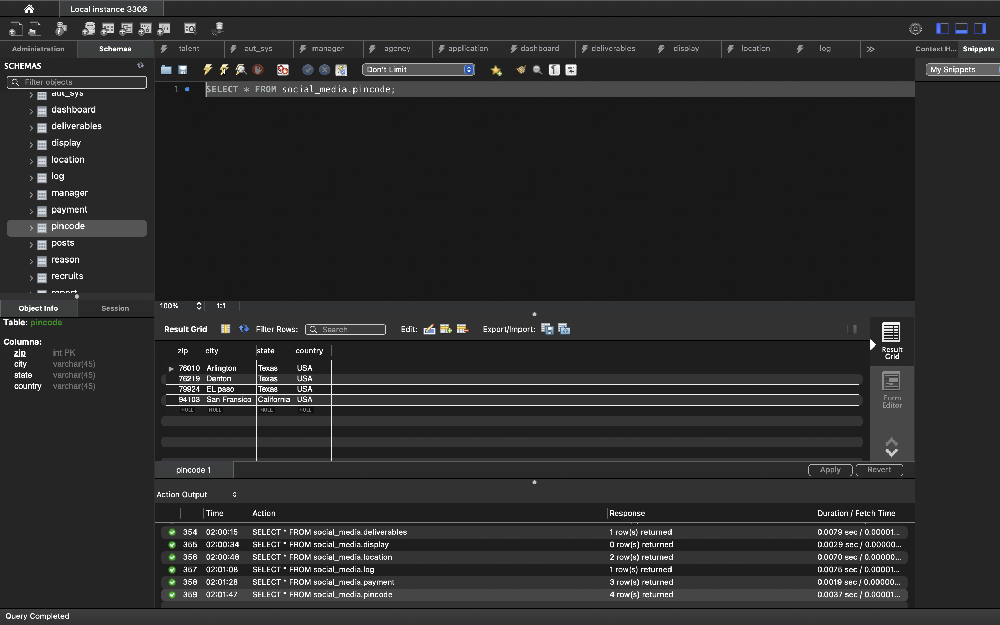 Local instance 3306
Administration Schemas
talent aut_sys manager agency application dashboard deliverables display location log
Context H... Snippets
SCHEMAS
Filter objects
Don't Limit
My Snippets
1 SELECT * FROM social_media.pincode;
aut_sys
dashboard
deliverables
display
location
log
manager
payment
pincode
posts
reason
recruits
report
100% 1:1
Object Info Session
Table: pincode
Columns:
zip int PK
city varchar(45)
state varchar(45)
country varchar(45)
Result Grid Filter Rows: Search Edit: Export/Import:
zip city state country
76010 Arlington Texas USA
76219 Denton Texas USA
79924 EL paso Texas USA
94103 San Fransico California USA
NULL NULL NULL NULL
Result
Grid
Form
Editor
pincode 1
Apply Revert
Action Output
Time Action Response Duration / Fetch Time
354 02:00:15 SELECT * FROM social_media.deliverables 1 row(s) returned 0.0079 sec / 0.00001...
355 02:00:34 SELECT * FROM social_media.display 0 row(s) returned 0.0029 sec / 0.00000...
356 02:00:48 SELECT * FROM social_media.location 2 row(s) returned 0.0070 sec / 0.00000...
357 02:01:08 SELECT * FROM social_media.log 1 row(s) returned 0.0075 sec / 0.00001...
358 02:01:28 SELECT * FROM social_media.payment 3 row(s) returned 0.0019 sec / 0.00000...
359 02:01:47 SELECT * FROM social_media.pincode 4 row(s) returned 0.0037 sec / 0.00001...
Query Completed